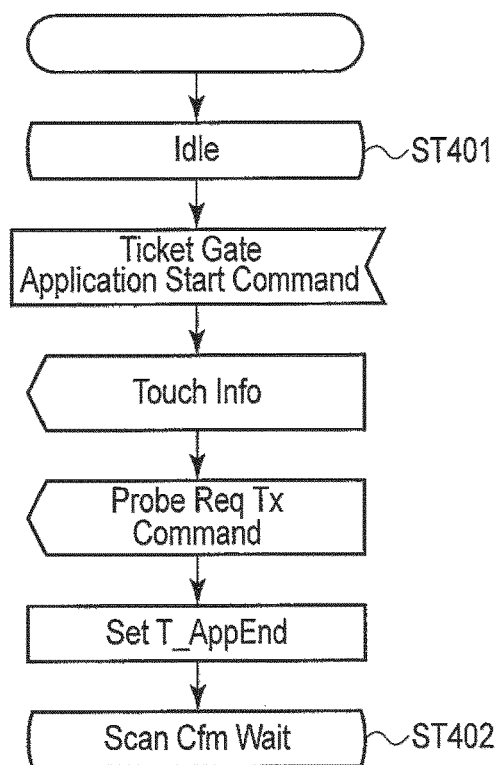 Idle
ST401
Ticket Gate
Application Start Command
Touch Info
Probe Req Tx
Command
Set T_AppEnd
Scan Cfm Wait
ST402